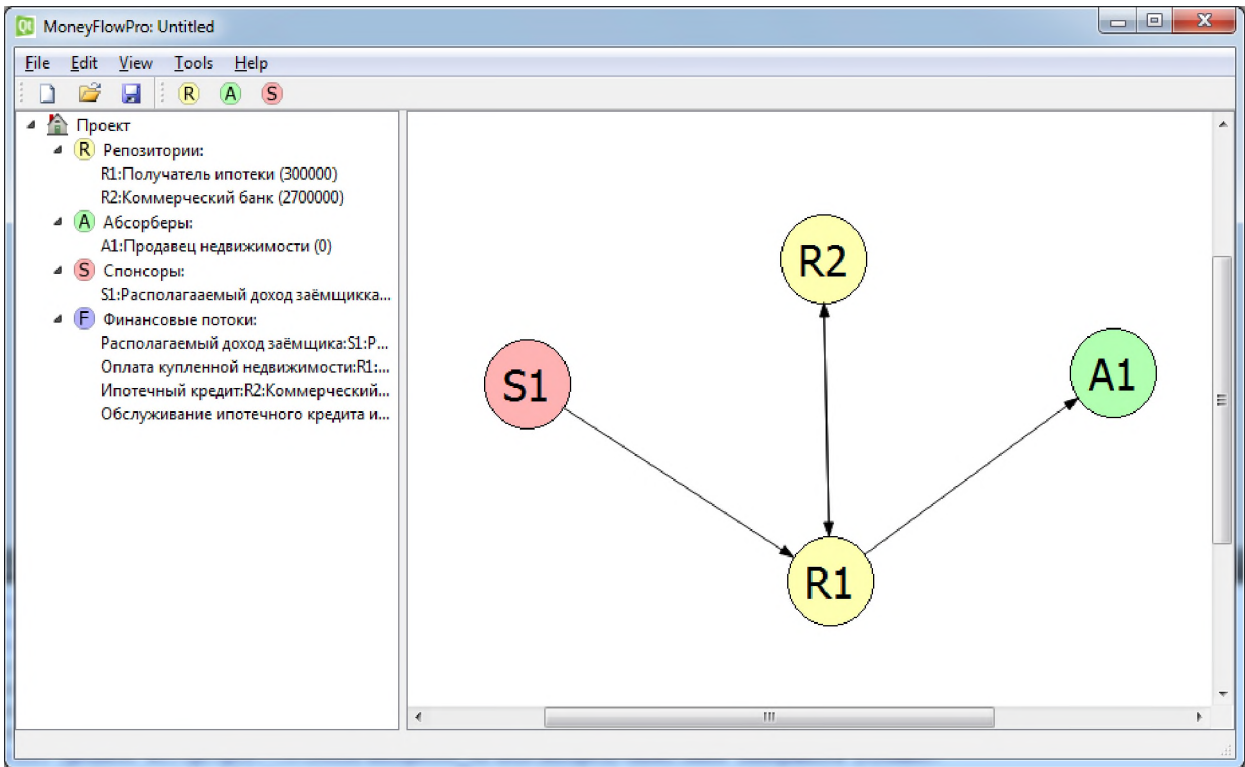 MoneyFlowPro: Untitled
File Edit View Tools Help
R A S
Проект
R Репозитории:
R1:Получатель ипотеки (300000)
R2:Коммерческий банк (2700000)
A Абсорберы:
A1:Продавец недвижимости (0)
S Спонсоры:
S1:Располагааемый доход заёмщикка...
F Финансовые потоки:
Располагаемый доход заёмщика:S1:Р...
Оплата купленной недвижимости:R1:...
Ипотечный кредит:R2:Коммерческий...
Обслуживание ипотечного кредита и...
R2
S1
A1
R1